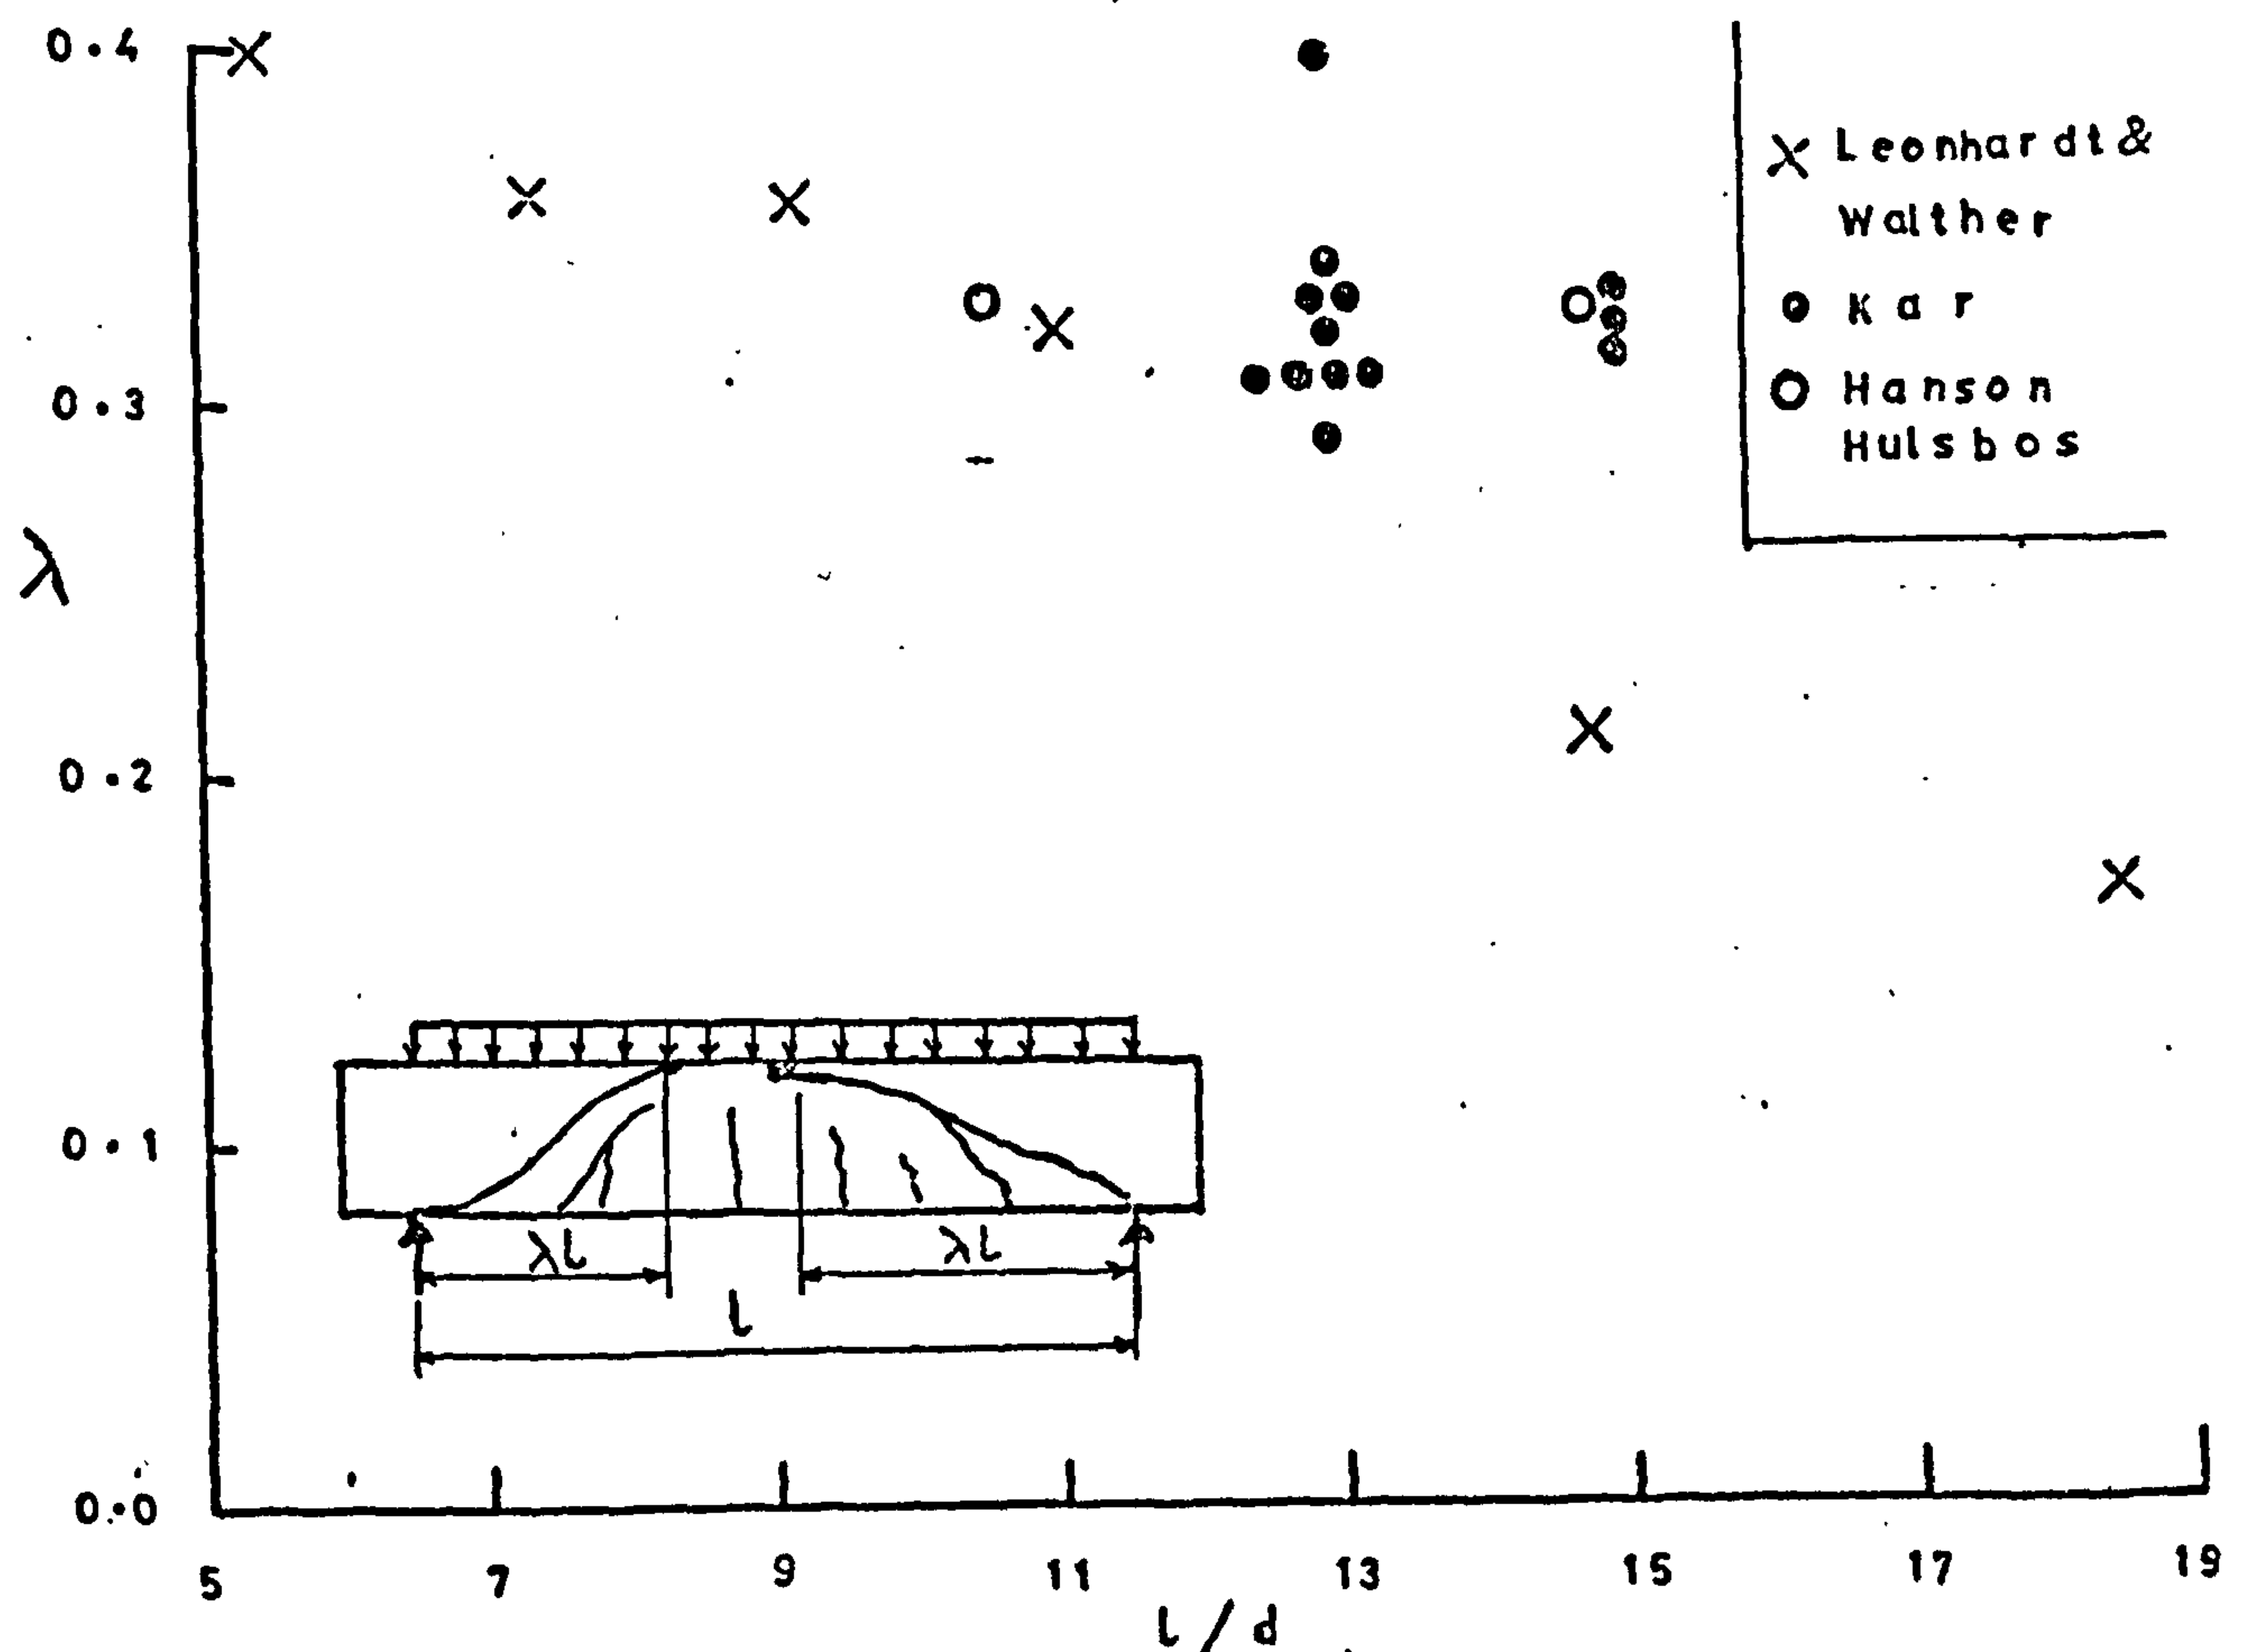 0.4
0.3
λ
0.2
0.1
0.0
5 7 9 11 13 15 17 19
l/d
X Leonhardt &
Walther
Kar
O Hanson
Hulsbos
λl λl
l